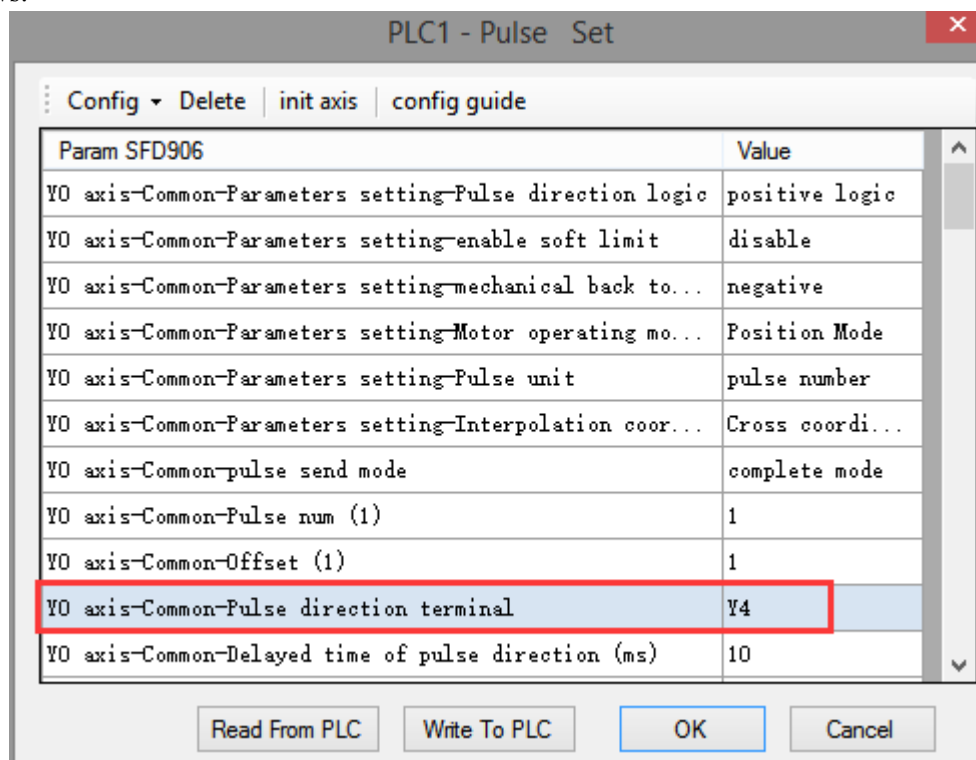 PLC1 - Pulse Set
Config Delete init axis config guide
Param SFD906 Value
Y0 axis-Common-Parameters setting-Pulse direction logic positive logic
Y0 axis-Common-Parameters setting-enable soft limit disable
Y0 axis-Common-Parameters setting-mechanical back to... negative
Y0 axis-Common-Parameters setting-Motor operating mo... Position Mode
Y0 axis-Common-Parameters setting-Pulse unit pulse number
Y0 axis-Common-Parameters setting-Interpolation coor... Cross coordi...
Y0 axis-Common-pulse send mode complete mode
Y0 axis-Common-Pulse num (1) 1
Y0 axis-Common-Offset (1) 1
Y0 axis-Common-Pulse direction terminal Y4
Y0 axis-Common-Delayed time of pulse direction (ms) 10
Read From PLC Write To PLC OK Cancel